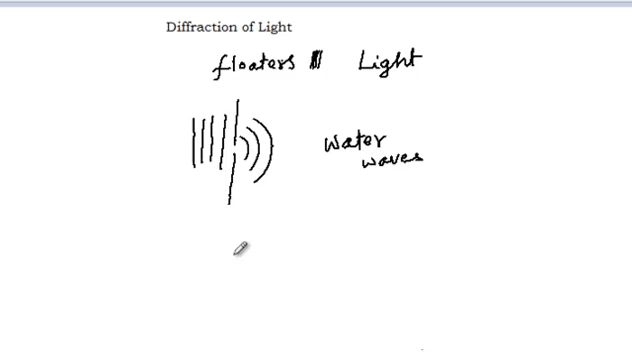 Diffraction of Light
floaters Light
Water
waves